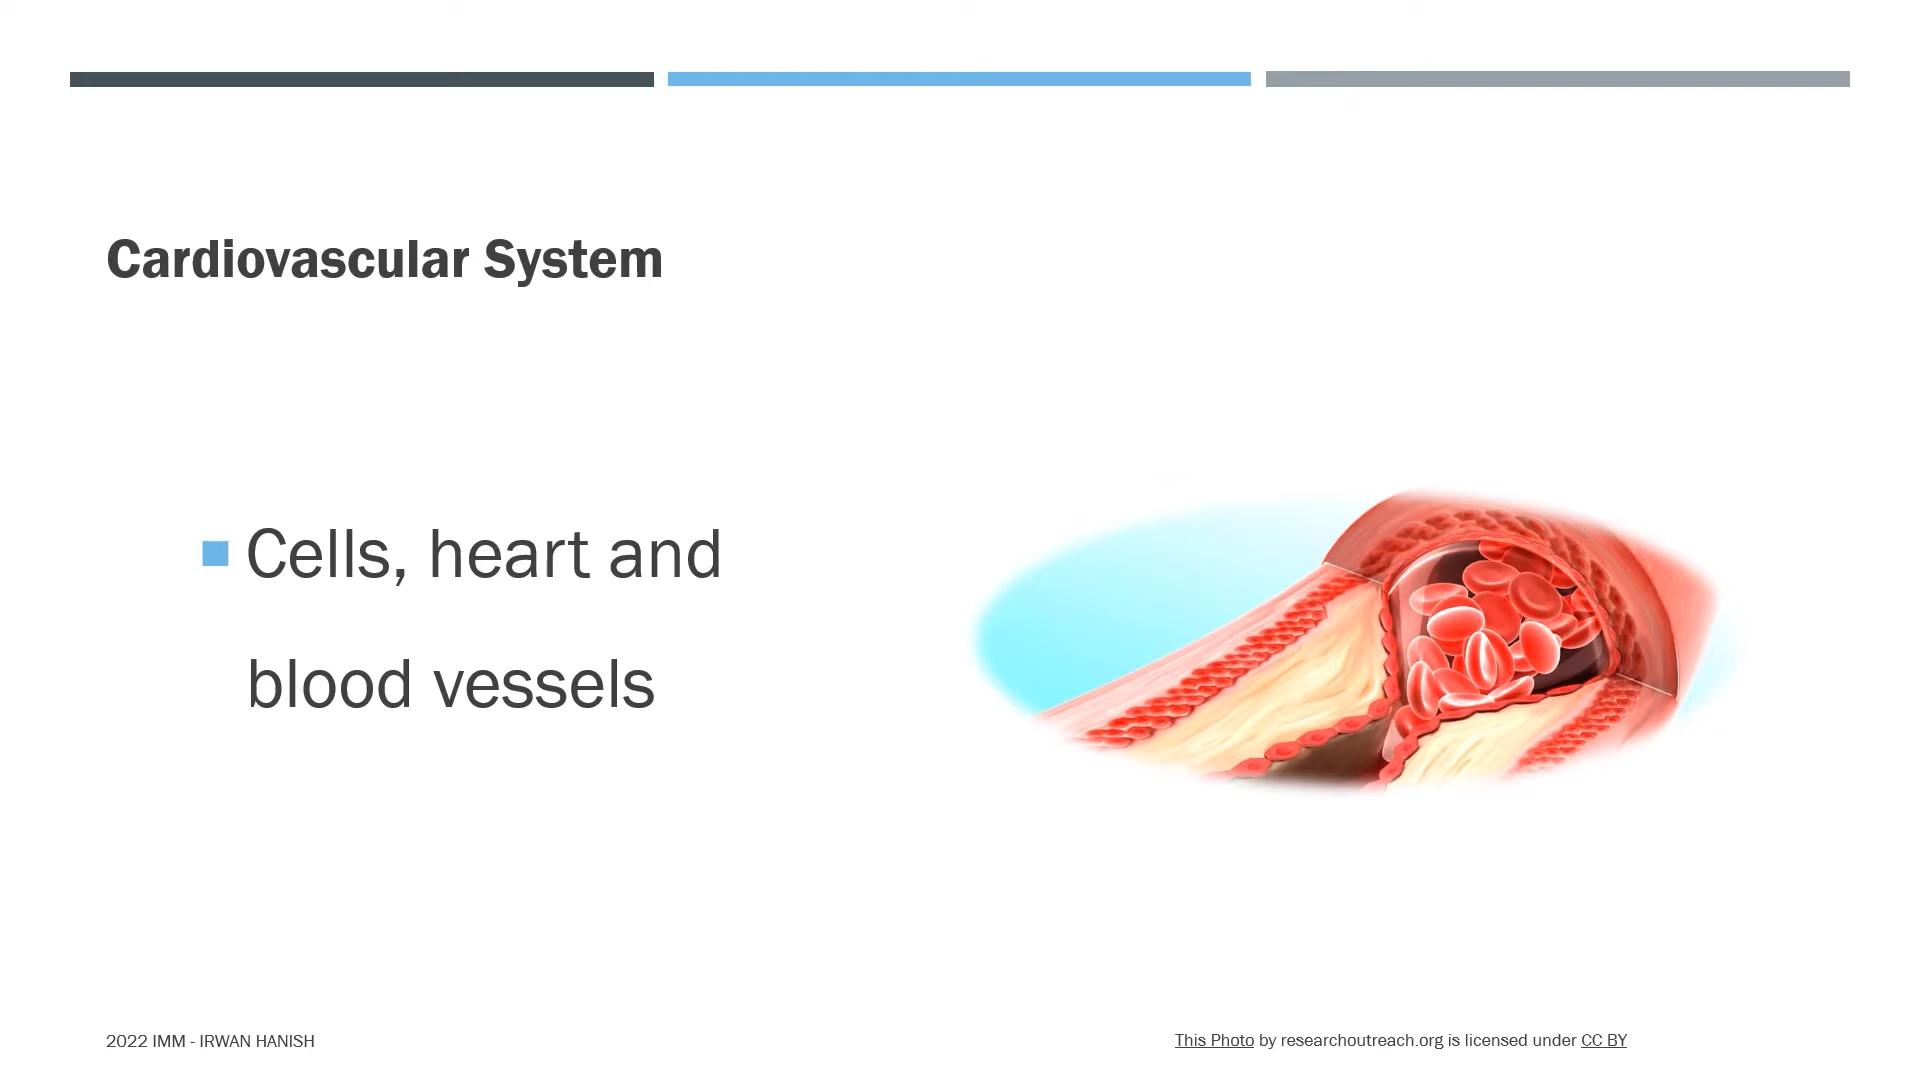 Cardiovascular System
Cells, heart and
blood vessels
2022 IMM - IRWAN HANISH
This Photo by researchoutreach.org is licensed under CC BY